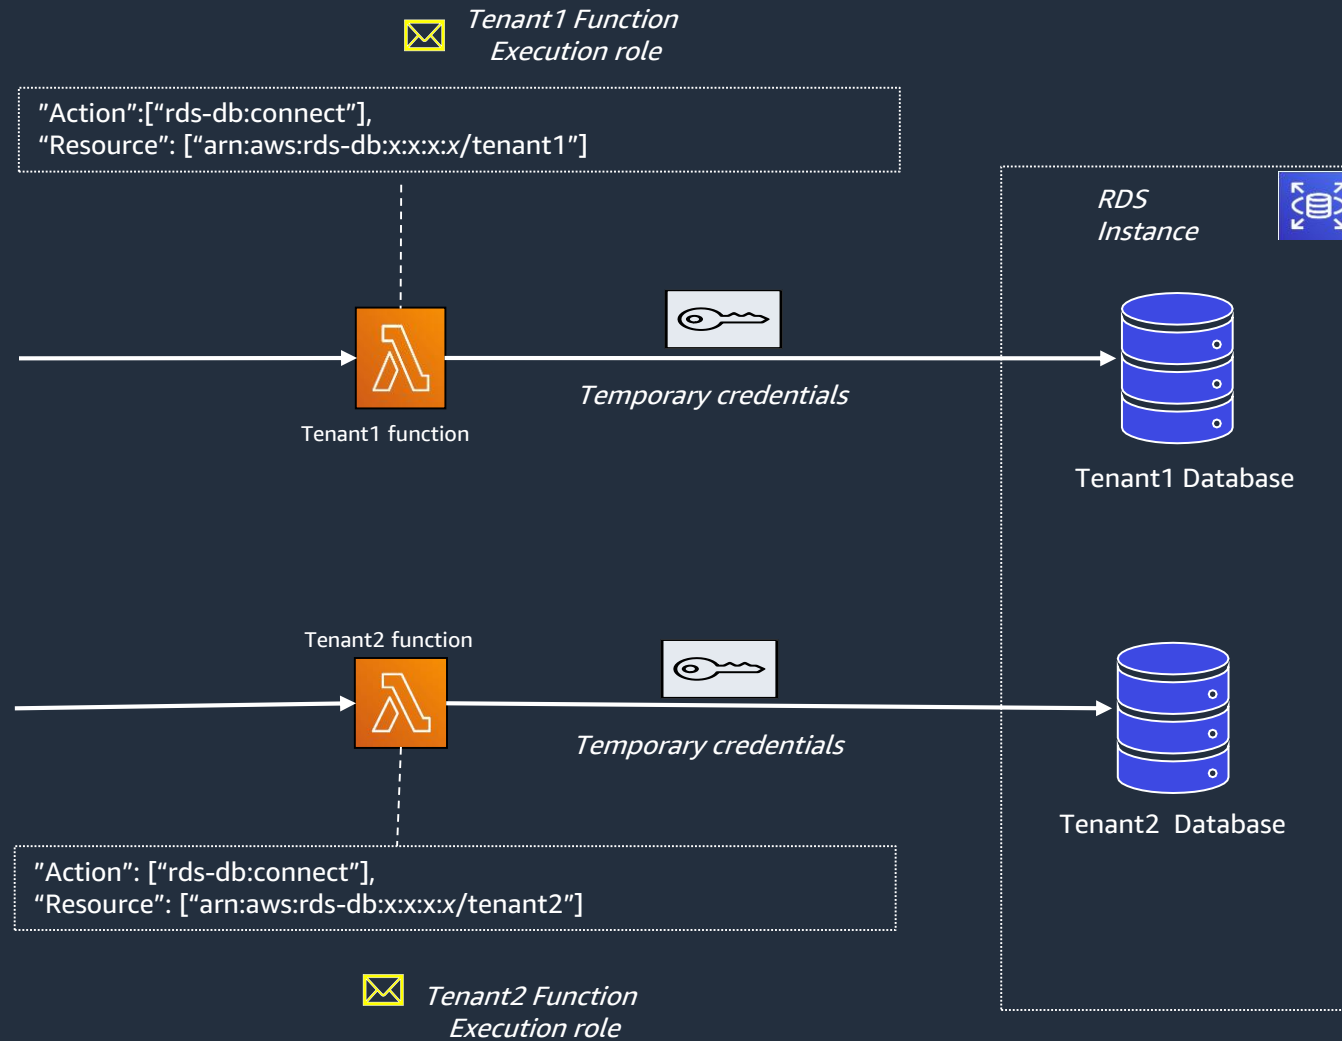 Tenant1 Function
Execution role
”Action”:[“rds-db:connect”],
“Resource”: [“arn:aws:rds-db:x:x:x:x/tenant1”]
RDS
Instance
Temporary credentials
Tenant1 function
Tenant1 Database
Tenant2 function
Temporary credentials
Tenant2 Database
”Action”: [“rds-db:connect”],
“Resource”: [“arn:aws:rds-db:x:x:x:x/tenant2”]
Tenant2 Function
Execution role